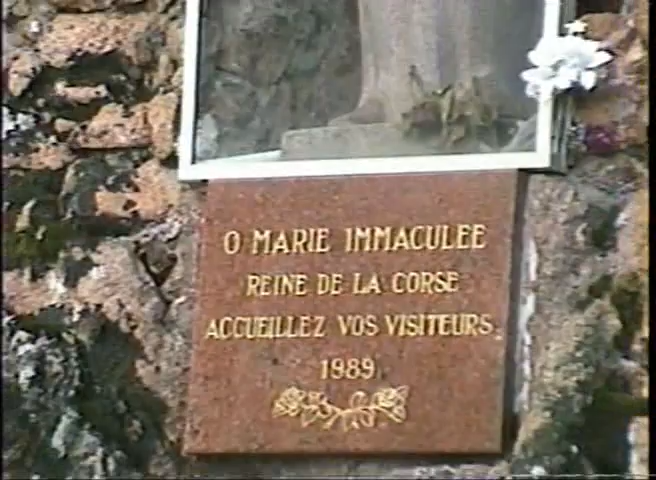 O MARIE IMMACULEE
REINE DE LA CORSE
ACCUEILLEZ VOS VISITEURS.
1989